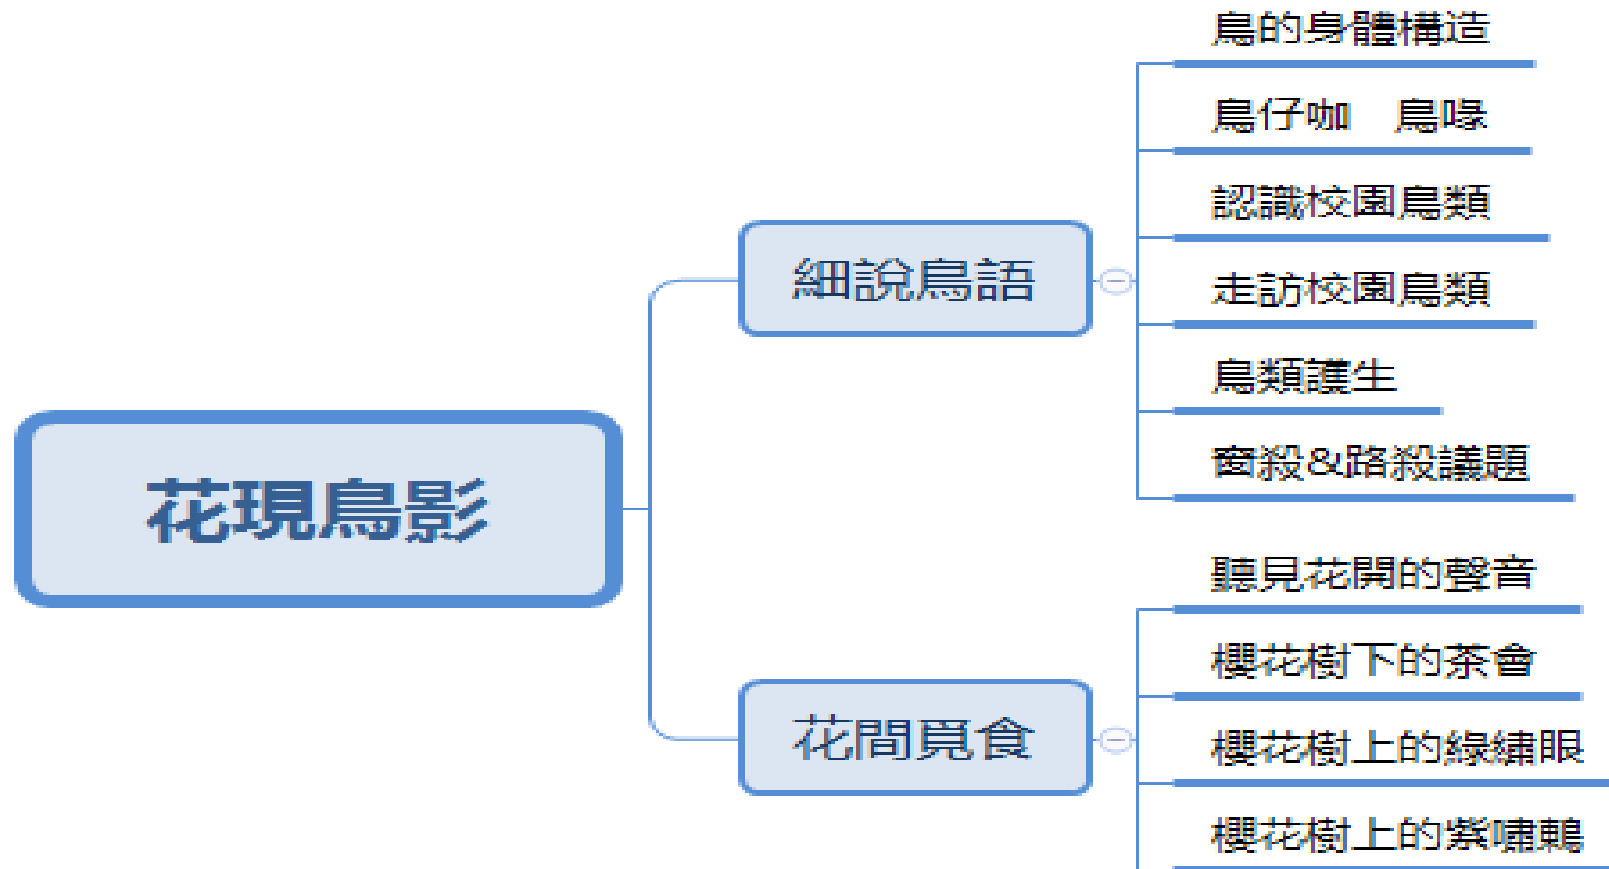 花現鳥影
細說鳥語
鳥的身體構造
鳥仔咖　鳥喙
認識校園鳥類
走訪校園鳥類
鳥類護生
窗殺&路殺議題
花間覓食
聽見花開的聲音
櫻花樹下的茶會
櫻花樹上的綠繡眼
櫻花樹上的紫嘯鶇